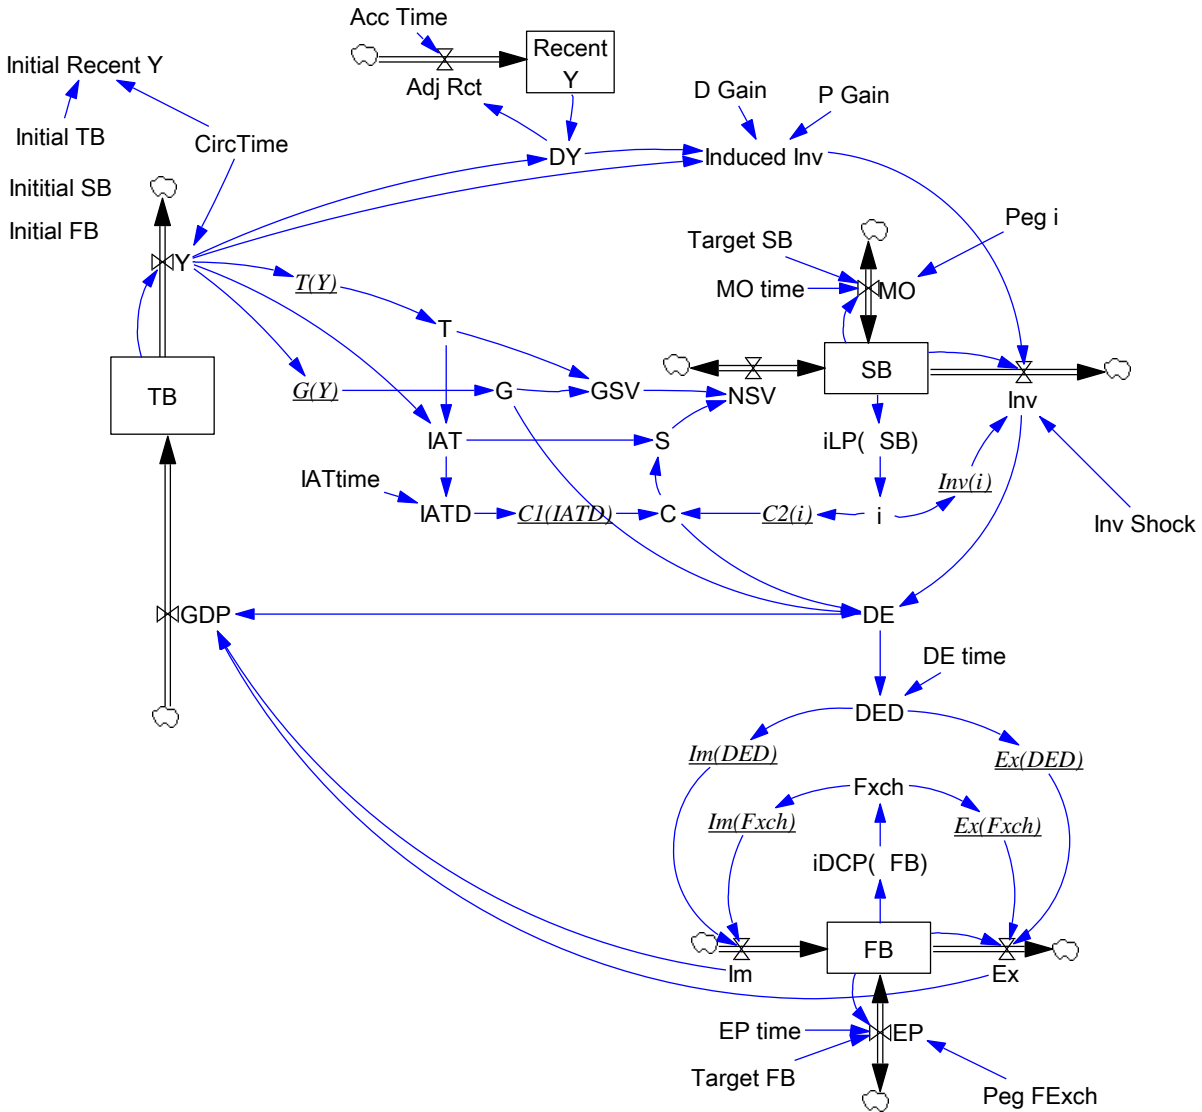 Acc Time
Recent
Y
Initial Recent Y
Adj Rct
D Gain
P Gain
Initial TB
CircTime
DY
Induced Inv
Inititial SB
Initial FB
Peg i
Target SB
Y
T(Y)
MO time
MO
T
TB
G(Y)
G
GSV
NSV
SB
Inv
IAT
S
iLP( SB)
IATtime
Inv(i)
IATD
C1(IATD)
C
C2(i)
i
Inv Shock
GDP
DE
DE time
DED
Im(DED)
Ex(DED)
Fxch
Im(Fxch)
Ex(Fxch)
iDCP( FB)
FB
Im
Ex
EP time
EP
Target FB
Peg FExch